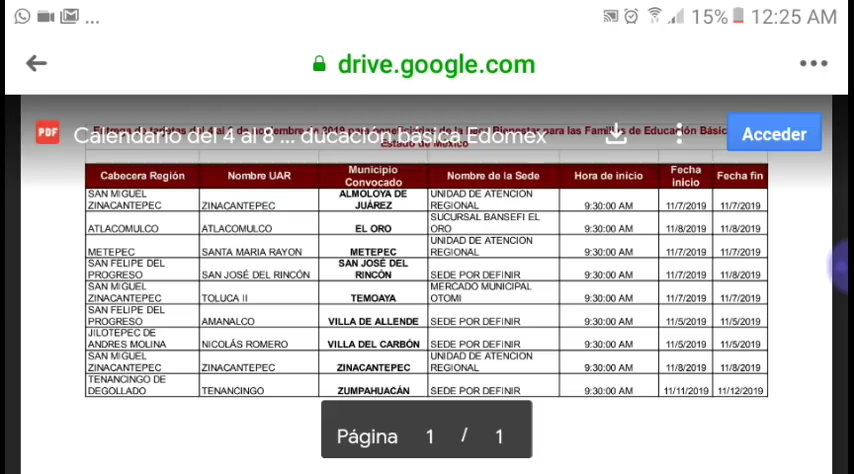 ... 15% 12:25 AM
drive.google.com
PDF Calendario del 4 al 8 ... ducación básica Edomex Acceder
Estado de México
Cabecera Región Nombre UAR Municipio Convocado Nombre de la Sede Hora de inicio Fecha inicio Fecha fin
SAN MIGUEL ZINACANTEPEC ZINACANTEPEC ALMOLOYA DE JUÁREZ UNIDAD DE ATENCION REGIONAL 9:30:00 AM 11/7/2019 11/7/2019
ATLACOMULCO ATLACOMULCO EL ORO SUCURSAL BANSEFI EL ORO 9:30:00 AM 11/8/2019 11/8/2019
METEPEC SANTA MARIA RAYON METEPEC UNIDAD DE ATENCION REGIONAL 9:30:00 AM 11/7/2019 11/7/2019
SAN FELIPE DEL PROGRESO SAN JOSÉ DEL RINCÓN SAN JOSÉ DEL RINCÓN SEDE POR DEFINIR 9:30:00 AM 11/7/2019 11/8/2019
SAN MIGUEL ZINACANTEPEC TOLUCA II TEMOAYA MERCADO MUNICIPAL OTOMI 9:30:00 AM 11/7/2019 11/7/2019
SAN FELIPE DEL PROGRESO AMANALCO VILLA DE ALLENDE SEDE POR DEFINIR 9:30:00 AM 11/5/2019 11/5/2019
JILOTEPEC DE ANDRES MOLINA NICOLÁS ROMERO VILLA DEL CARBÓN SEDE POR DEFINIR 9:30:00 AM 11/5/2019 11/5/2019
SAN MIGUEL ZINACANTEPEC ZINACANTEPEC ZINACANTEPEC UNIDAD DE ATENCION REGIONAL 9:30:00 AM 11/8/2019 11/8/2019
TENANCINGO DE DEGOLLADO TENANCINGO ZUMPAHUACÁN SEDE POR DEFINIR 9:30:00 AM 11/11/2019 11/12/2019
Página 1 / 1